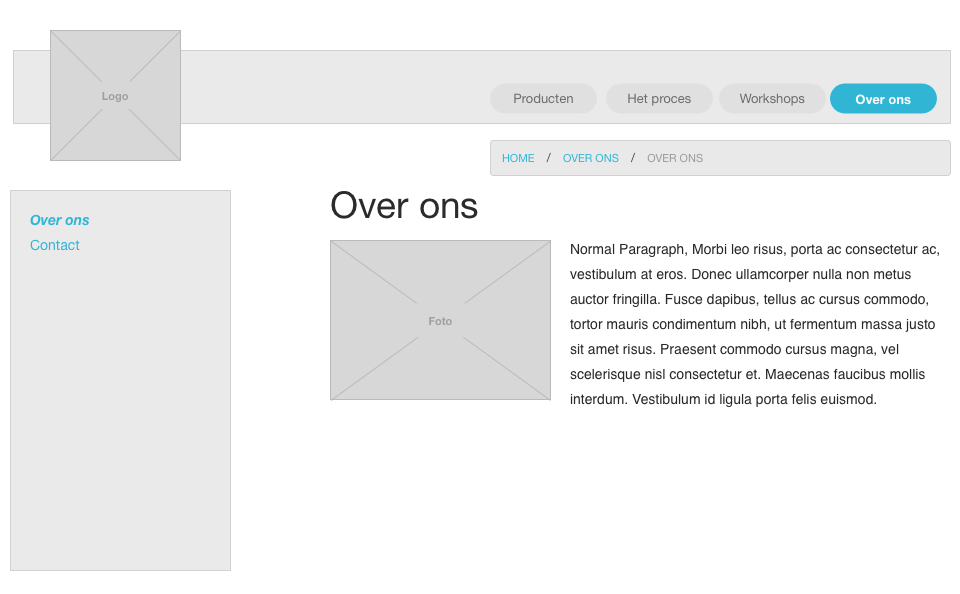 Logo
Producten
Het proces
Workshops
Over ons
HOME / OVER ONS / OVER ONS
Over ons
Contact
Over ons
Foto
Normal Paragraph, Morbi leo risus, porta ac consectetur ac,
vestibulum at eros. Donec ullamcorper nulla non metus
auctor fringilla. Fusce dapibus, tellus ac cursus commodo,
tortor mauris condimentum nibh, ut fermentum massa justo
sit amet risus. Praesent commodo cursus magna, vel
scelerisque nisl consectetur et. Maecenas faucibus mollis
interdum. Vestibulum id ligula porta felis euismod.